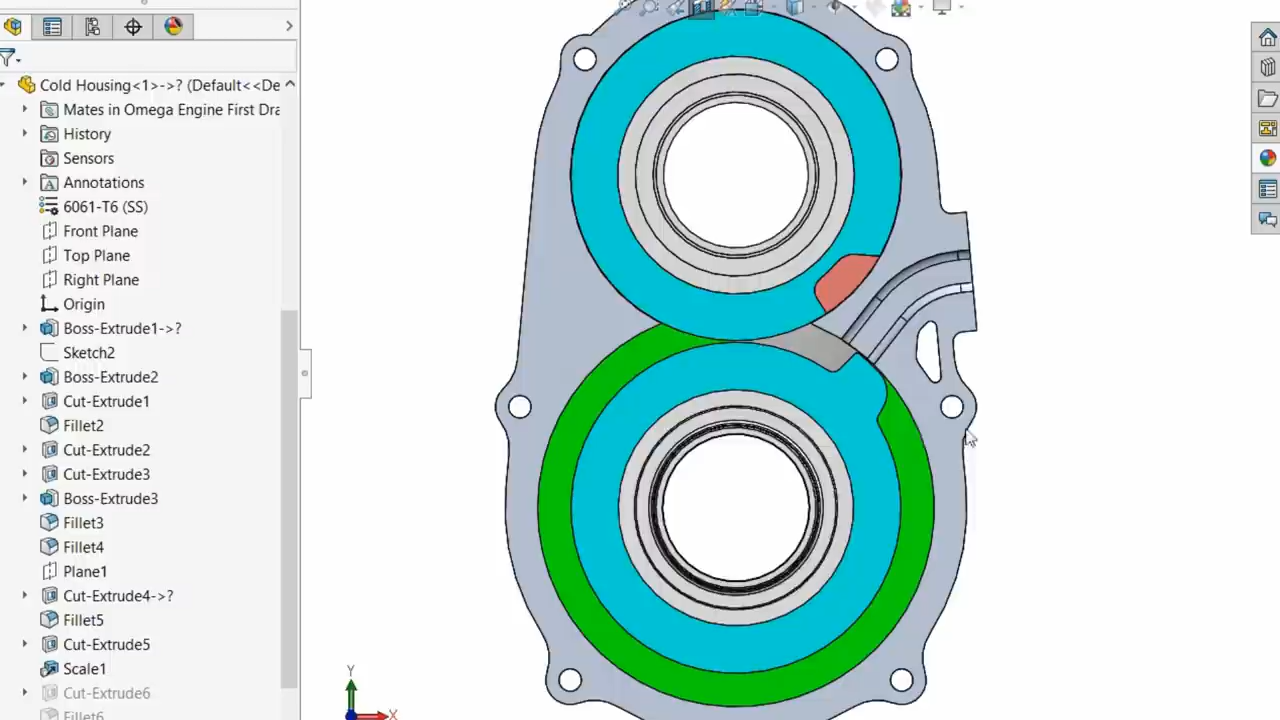 Cold Housing<1>->? (Default<<De
Mates in Omega Engine First Dra
History
Sensors
Annotations
6061-T6 (SS)
Front Plane
Top Plane
Right Plane
Origin
Boss-Extrude1->?
Sketch2
Boss-Extrude2
Cut-Extrude1
Fillet2
Cut-Extrude2
Cut-Extrude3
Boss-Extrude3
Fillet3
Fillet4
Plane1
Cut-Extrude4->?
Fillet5
Cut-Extrude5
Scale1
Cut-Extrude6
Fillet6
Y
X